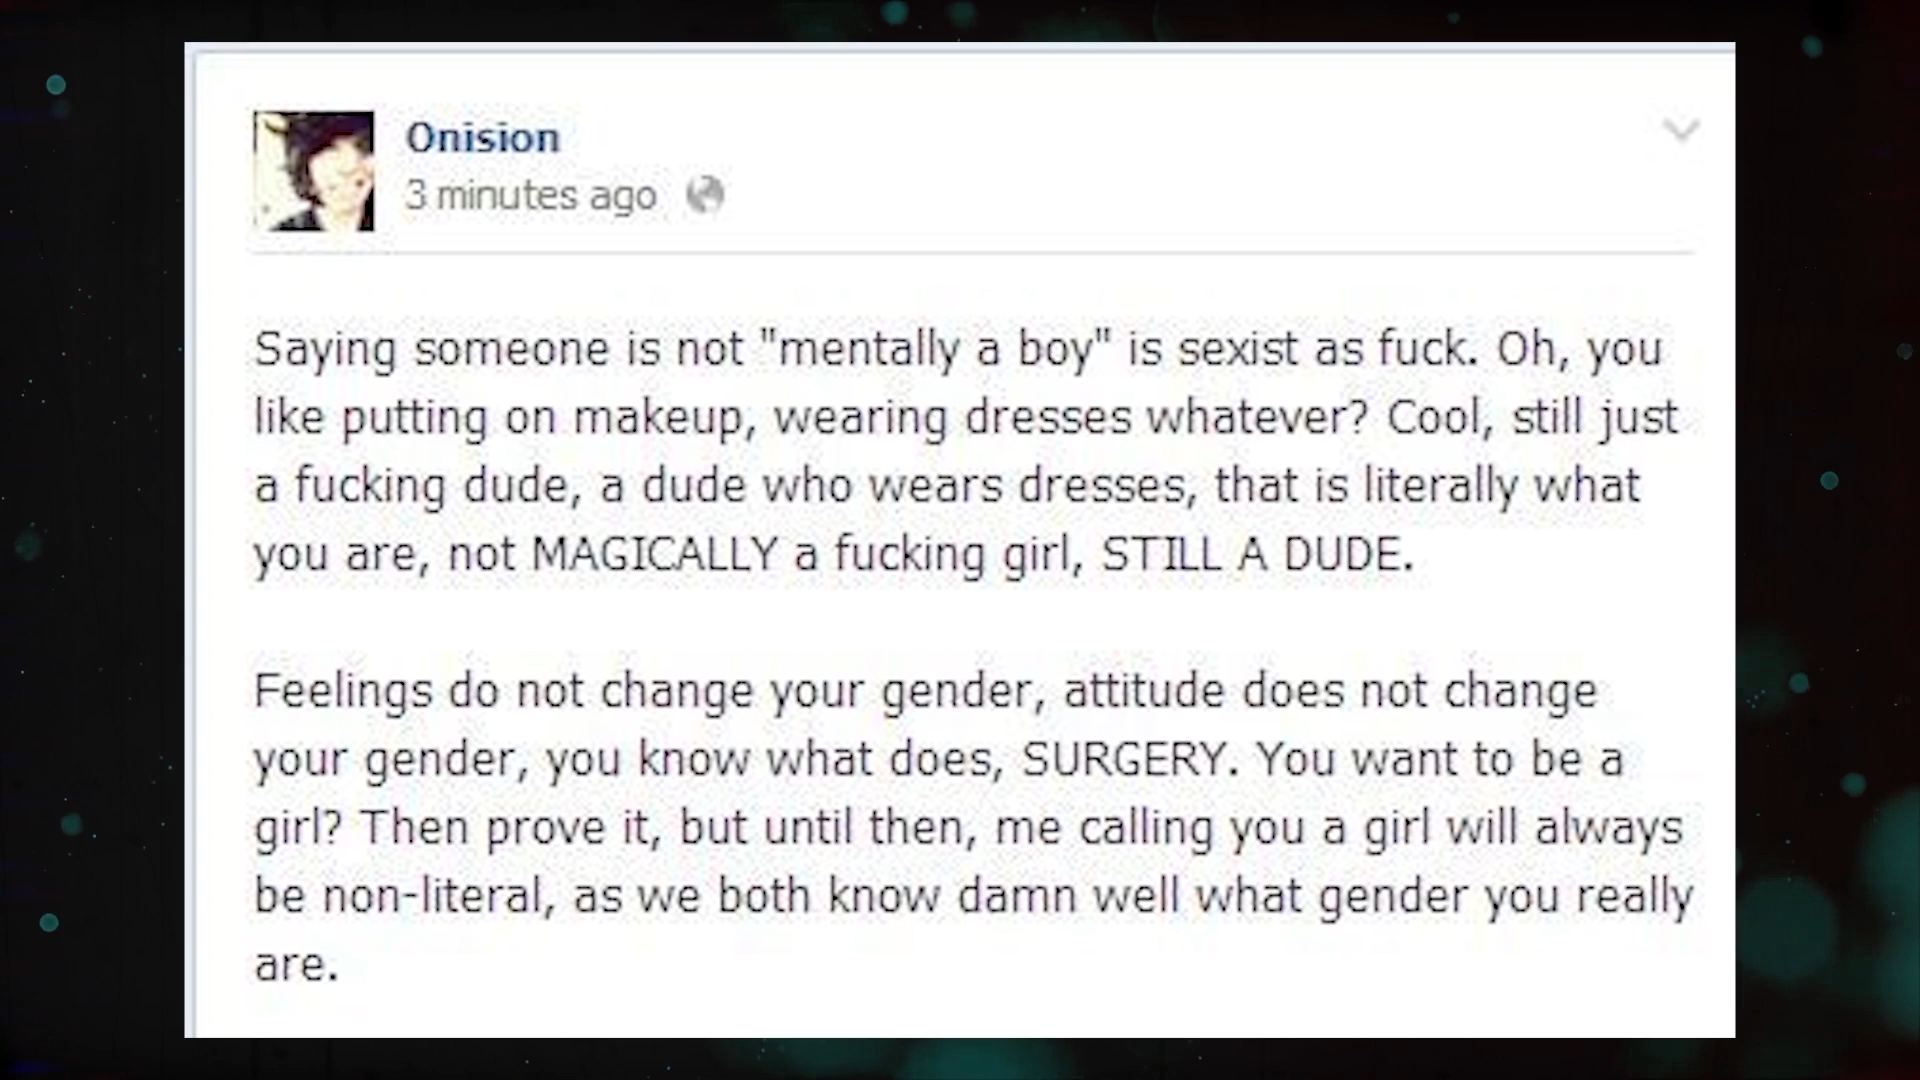 Onision
3 minutes ago
Saying someone is not "mentally a boy" is sexist as fuck. Oh, you
like putting on makeup, wearing dresses whatever? Cool, still just
a fucking dude, a dude who wears dresses, that is literally what
you are, not MAGICALLY a fucking girl, STILL A DUDE.
Feelings do not change your gender, attitude does not change
your gender, you know what does, SURGERY. You want to be a
girl? Then prove it, but until then, me calling you a girl will always
be non-literal, as we both know damn well what gender you really
are.